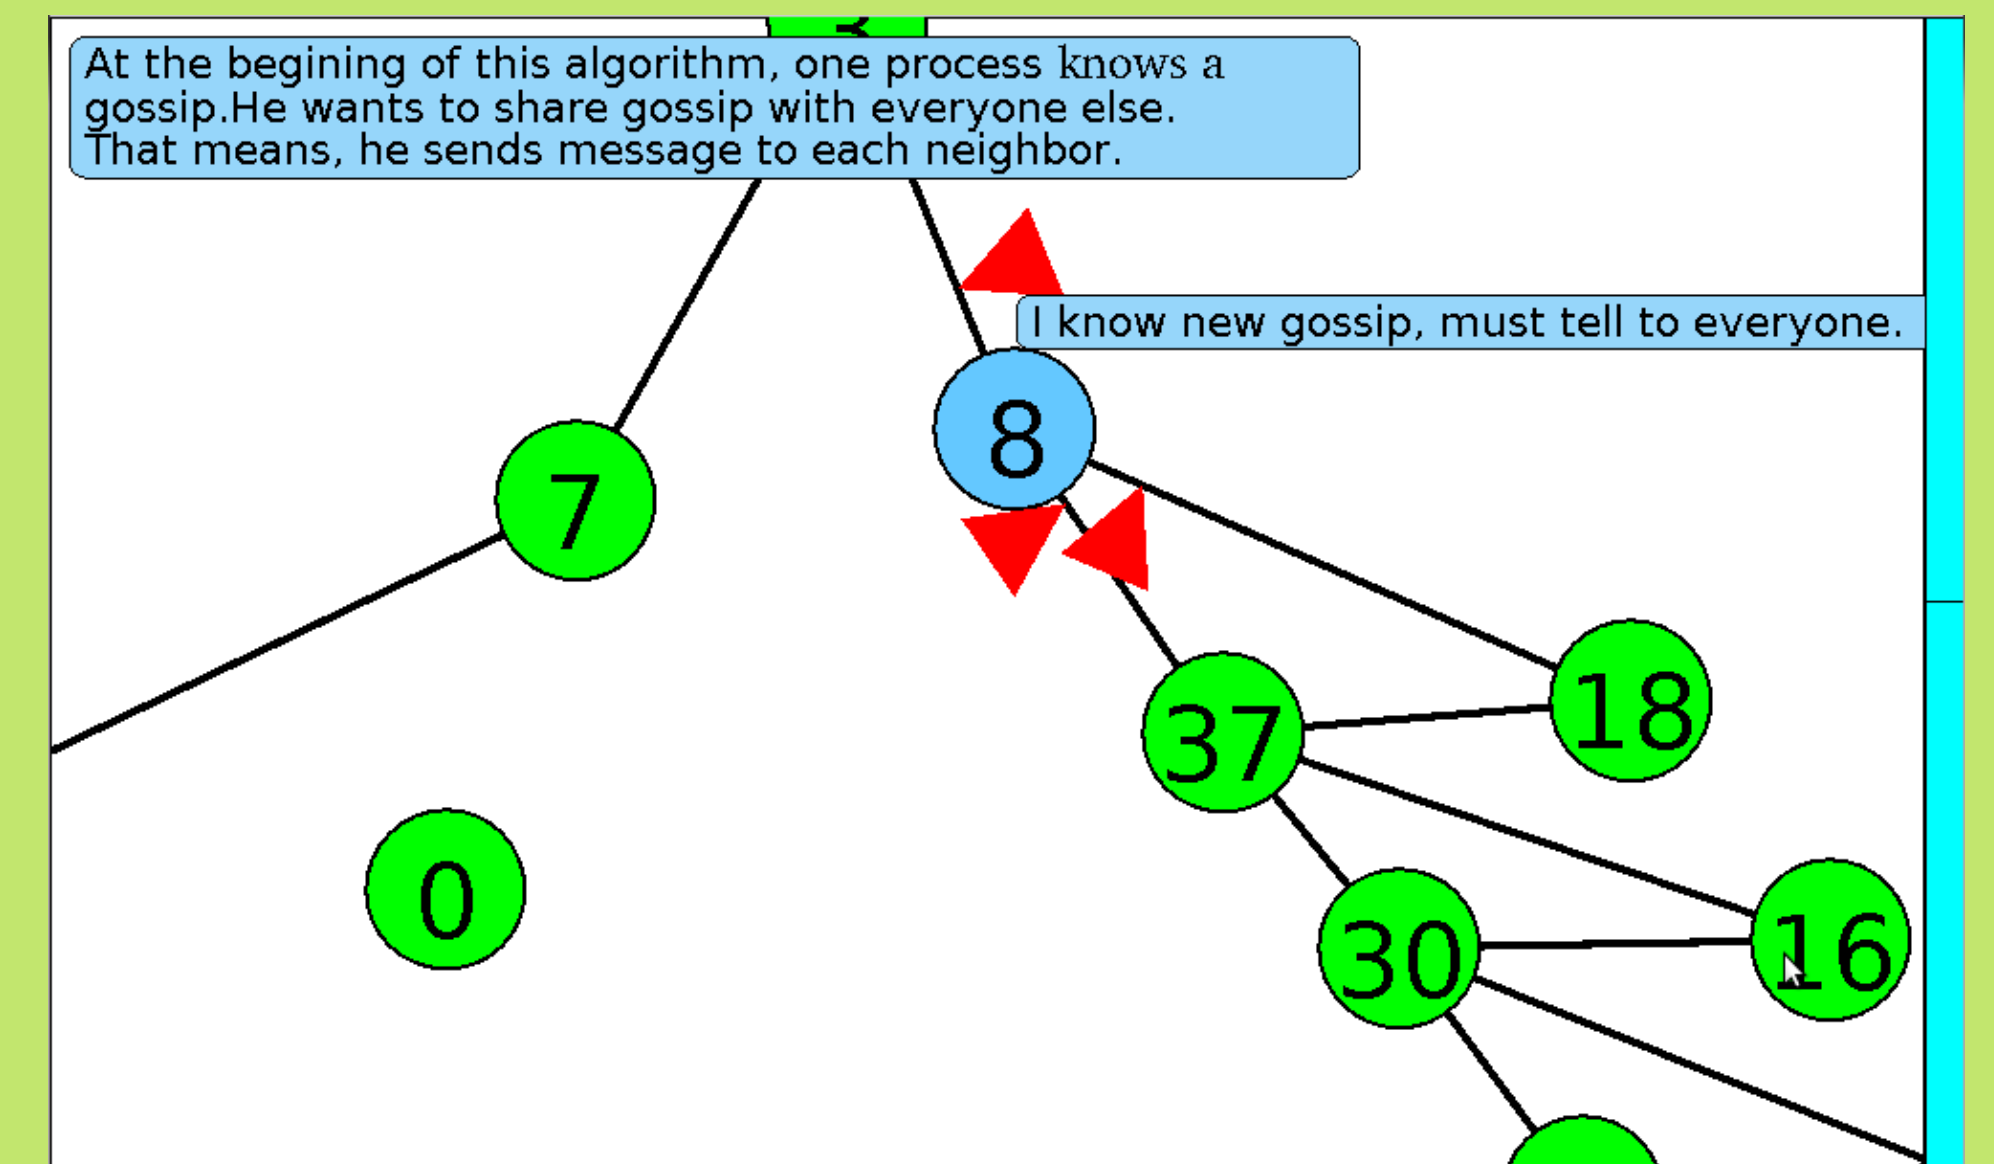 At the begining of this algorithm, one process knows a
gossip.He wants to share gossip with everyone else.
That means, he sends message to each neighbor.
I know new gossip, must tell to everyone.
8
7
18
37
0
30
16